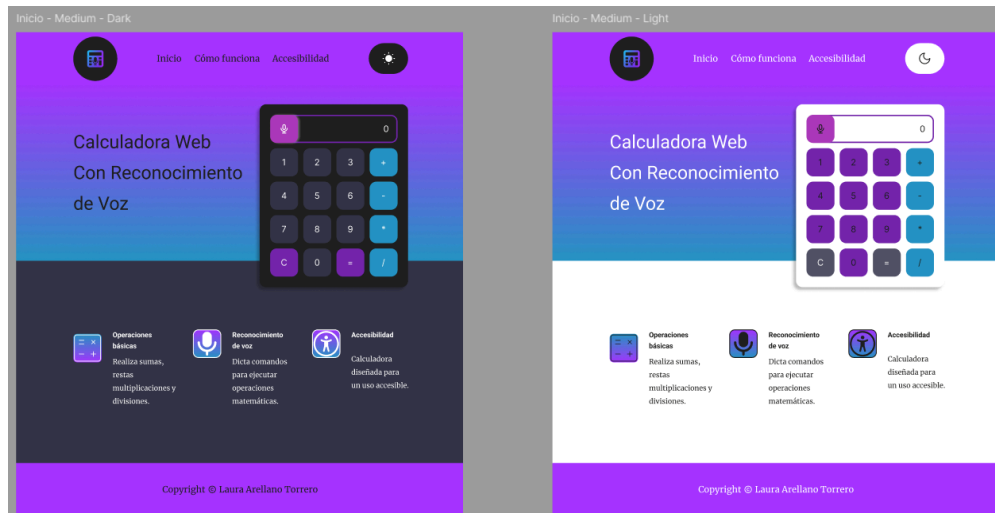 Inicio - Medium - Dark
Inicio Cómo funciona Accesibilidad
Calculadora Web
Con Reconocimiento
de Voz
0
1 2 3 +
4 5 6 -
7 8 9 *
C 0 = /
Operaciones
básicas
Realiza sumas,
restas
multiplicaciones y
divisiones.
Reconocimiento
de voz
Dicta comandos
para ejecutar
operaciones
matemáticas.
Accesibilidad
Calculadora
diseñada para
un uso accesible.
Copyright © Laura Arellano Torrero
Inicio - Medium - Light
Inicio Cómo funciona Accesibilidad
Calculadora Web
Con Reconocimiento
de Voz
0
1 2 3 +
4 5 6 -
7 8 9 *
C 0 = /
Operaciones
básicas
Realiza sumas,
restas
multiplicaciones y
divisiones.
Reconocimiento
de voz
Dicta comandos
para ejecutar
operaciones
matemáticas.
Accesibilidad
Calculadora
diseñada para
un uso accesible.
Copyright © Laura Arellano Torrero